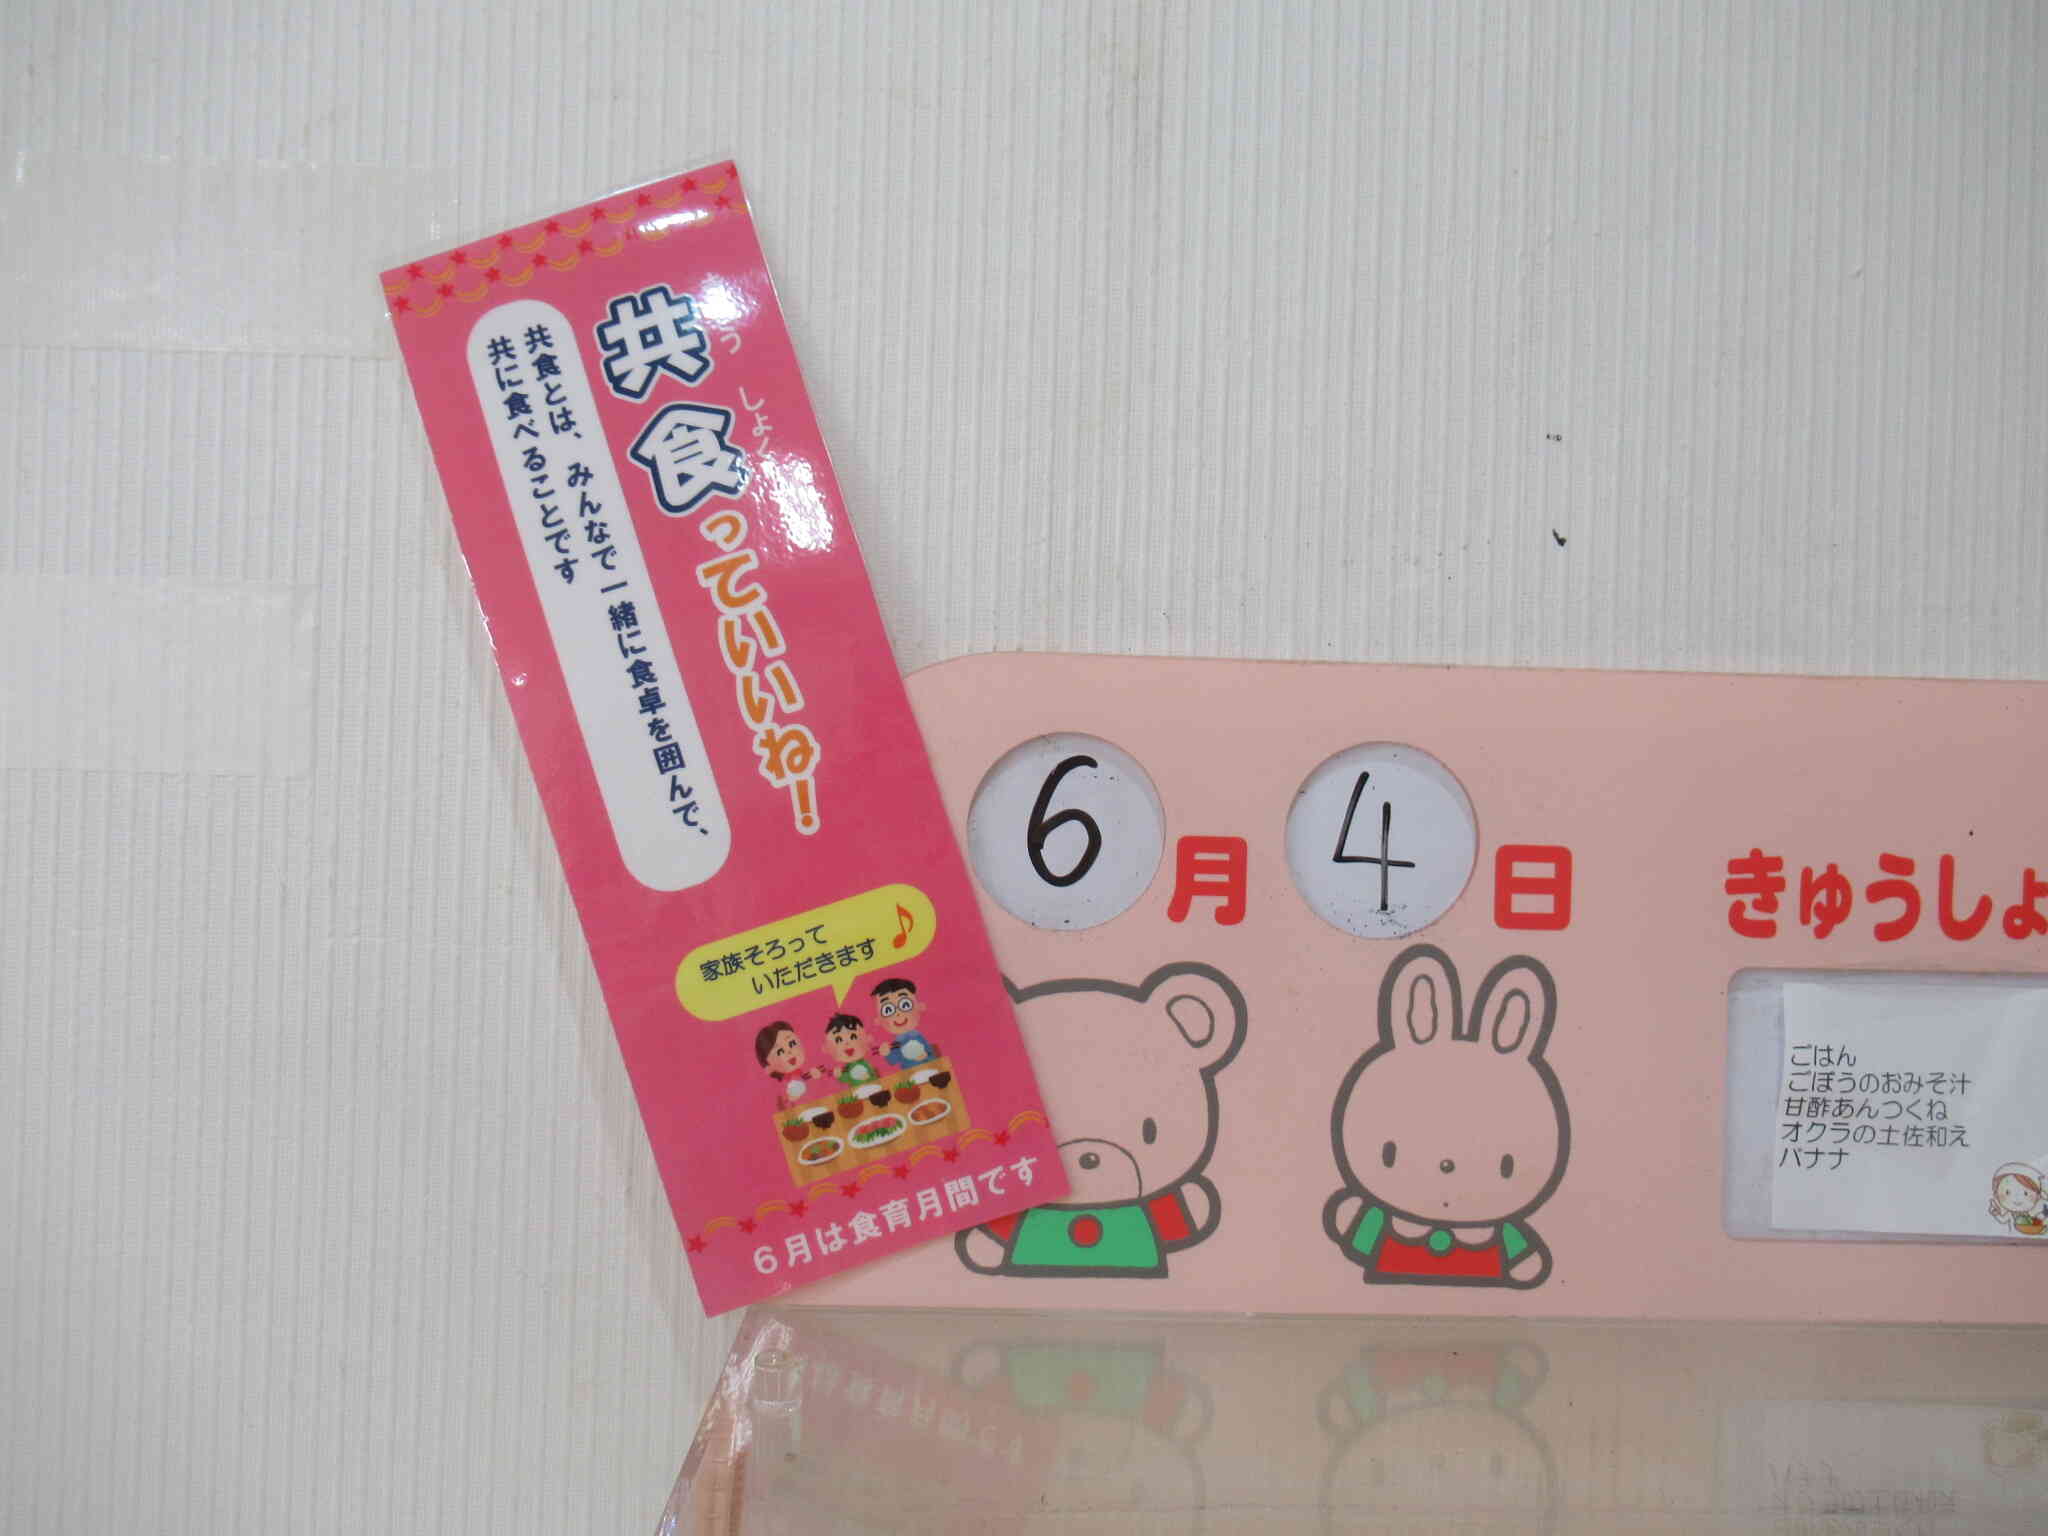 共食っていいね!
しょく
共食とは、みんなで一緒に食卓を囲んで、
共に食べることです
家族そろって
いただきます
6月は食育月間です
6月4日
きゅうしょ
ごはん
ごぼうのおみそ汁
甘酢あんつくね
オクラの土佐和え
バナナ